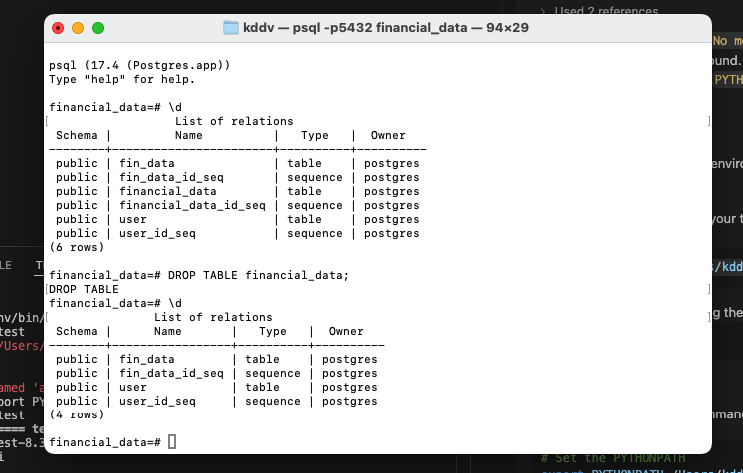 Used 2 references
kddv — psql -p5432 financial_data — 94×29
No
ound.
PYTH
psql (17.4 (Postgres.app))
Type "help" for help.
financial_data=# \d
List of relations
Schema | Name | Type | Owner
--------+-----------------------+----------+----------
public | fin_data | table | postgres
public | fin_data_id_seq | sequence | postgres
public | financial_data | table | postgres
public | financial_data_id_seq | sequence | postgres
public | user | table | postgres
public | user_id_seq | sequence | postgres
(6 rows)
financial_data=# DROP TABLE financial_data;
DROP TABLE
financial_data=# \d
List of relations
Schema | Name | Type | Owner
--------+-----------------+----------+----------
public | fin_data | table | postgres
public | fin_data_id_seq | sequence | postgres
public | user | table | postgres
public | user_id_seq | sequence | postgres
(4 rows)
financial_data=#
envir
your t
s/kdd
g the
LE
nv/bin/
test
/Users/
amed 'a
port PY
test
==== te
est-8.3
i
mman
# Set the PYTHONPATH